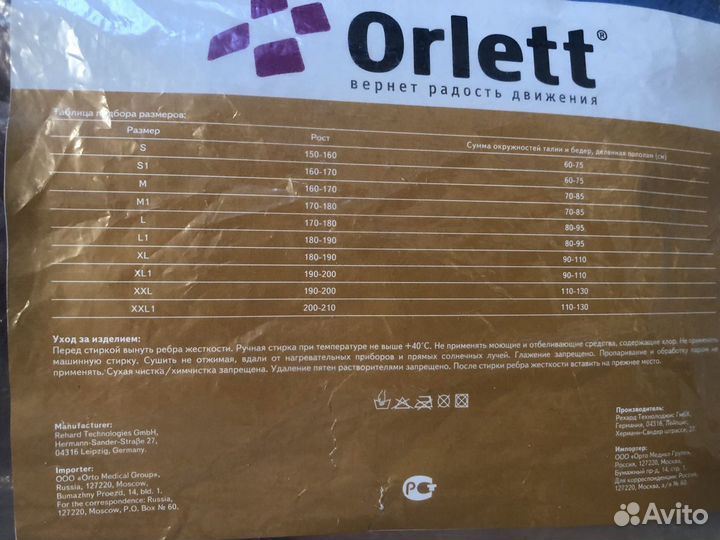 Orlett®
вернет радость движения
Таблица подбора размеров:
Размер Рост Сумма окружностей талии и бедер, деленная пополам (см)
S 150-160 60-75
S1 160-170 60-75
M 160-170 70-85
M1 170-180 70-85
L 170-180 80-95
L1 180-190 80-95
XL 180-190 90-110
XL1 190-200 90-110
XXL 190-200 110-130
XXL1 200-210 110-130
Уход за изделием:
Перед стиркой вынуть ребра жесткости. Ручная стирка при температуре не выше +40°C. Не применять моющие и отбеливающие средства, содержащие хлор. Не применять
машинную стирку. Сушить не отжимая, вдали от нагревательных приборов и прямых солнечных лучей. Глажение запрещено. Пропаривание и обработку паром не
применять. Сухая чистка/химчистка запрещена. Удаление пятен растворителями запрещено. После стирки ребра жесткости вставить на прежнее место.
Manufacturer:
Rehard Technologies GmbH,
Hermann-Sander-Straße 27,
04316 Leipzig, Germany.
Importer:
ООО «Orto Medical Group»,
Russia, 127220, Moscow,
Bumazhny Proezd, 14, bld. 1.
For the correspondence: Russia,
127220, Moscow, P.O. Box № 60.
Производитель:
Рехард Технолоджис ГмбХ,
Германия, 04316, Лейпциг,
Херманн-Сандер штрассе, 27.
Импортер:
ООО «Орто Медикл Групп»,
Россия, 127220, Москва,
Бумажный пр-д, 14, стр. 1.
Для корреспонденции: Россия,
127220, Москва, а/я № 60
РСТ
Avito